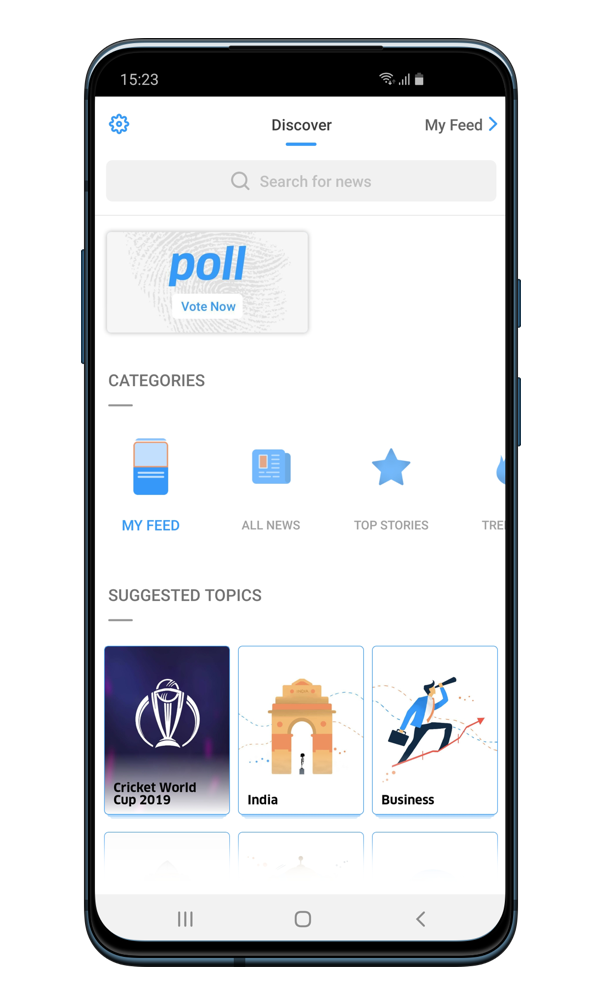 15:23
Discover
My Feed
Search for news
poll
Vote Now
CATEGORIES
MY FEED
ALL NEWS
TOP STORIES
TRE
SUGGESTED TOPICS
Cricket World
Cup 2019
India
Business